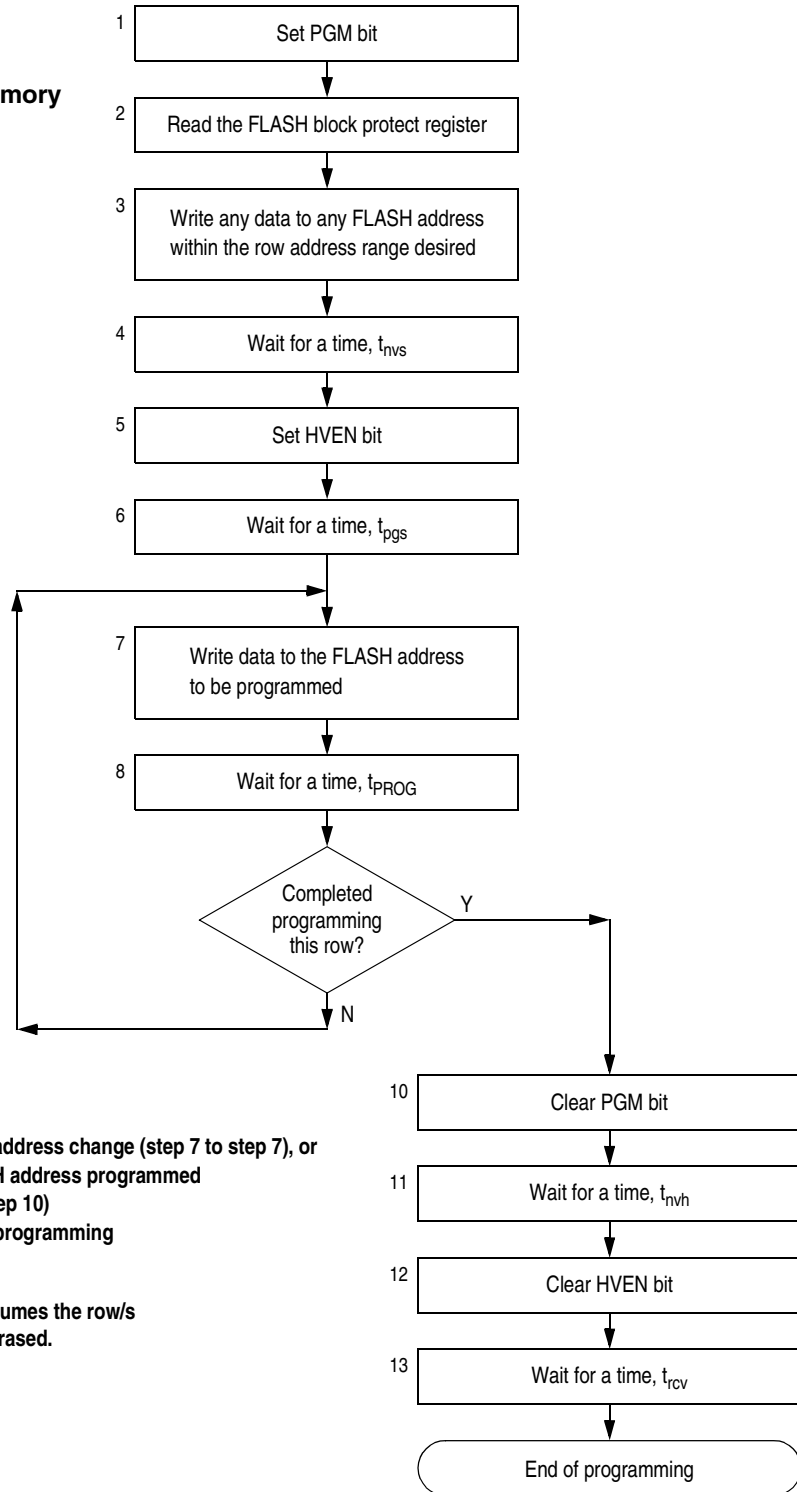 1
Set PGM bit
mory
2
Read the FLASH block protect register
3
Write any data to any FLASH address
within the row address range desired
4
Wait for a time, tnvs
5
Set HVEN bit
6
Wait for a time, tpgs
7
Write data to the FLASH address
to be programmed
8
Wait for a time, tPROG
Completed
programming
this row?
Y
N
10
Clear PGM bit
address change (step 7 to step 7), or
H address programmed
ep 10)
programming
11
Wait for a time, tnvh
12
Clear HVEN bit
umes the row/s
rased.
13
Wait for a time, trcv
End of programming